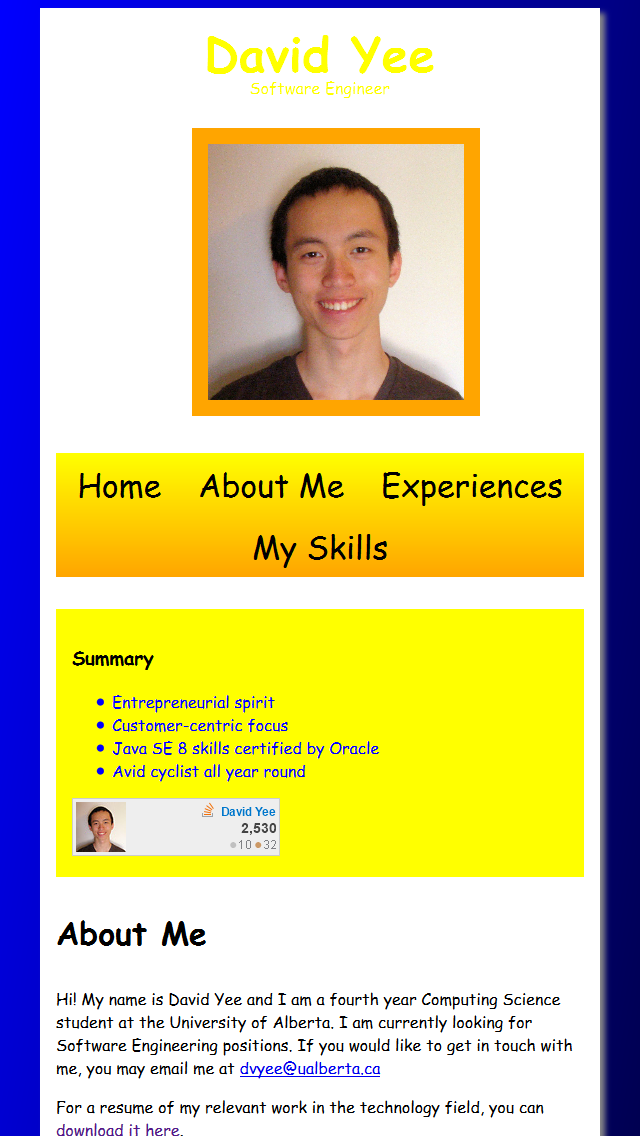 David Yee
Software Engineer
Home About Me Experiences
My Skills
Summary
Entrepreneurial spirit
Customer-centric focus
Java SE 8 skills certified by Oracle
Avid cyclist all year round
David Yee
2,530
10 32
About Me
Hi! My name is David Yee and I am a fourth year Computing Science
student at the University of Alberta. I am currently looking for
Software Engineering positions. If you would like to get in touch with
me, you may email me at dvyee@ualberta.ca
For a resume of my relevant work in the technology field, you can
download it here.